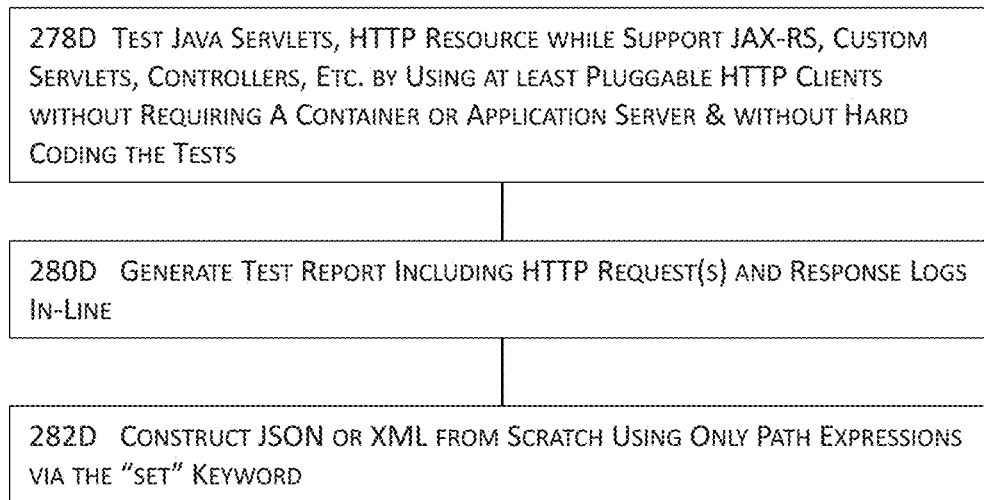 278D Test Java Servlets, HTTP Resource while Support JAX-RS, Custom
Servlets, Controllers, Etc. by Using at least Pluggable HTTP Clients
without Requiring A Container or Application Server & without Hard
Coding the Tests
280D Generate Test Report Including HTTP Request(s) and Response Logs
In-Line
282D Construct JSON or XML from Scratch Using Only Path Expressions
via the "set" Keyword